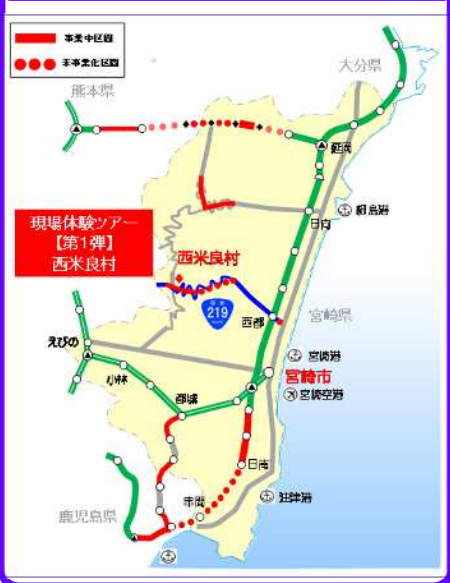 事業中区間
未事業化区間
大分県
熊本県
延岡
日向
細島港
現場体験ツアー
【第1弾】
西米良村
西米良村
219
西都
宮崎県
えびの
宮崎港
小林
宮崎市
都城
宮崎空港
日南
串間
油津港
鹿児島県